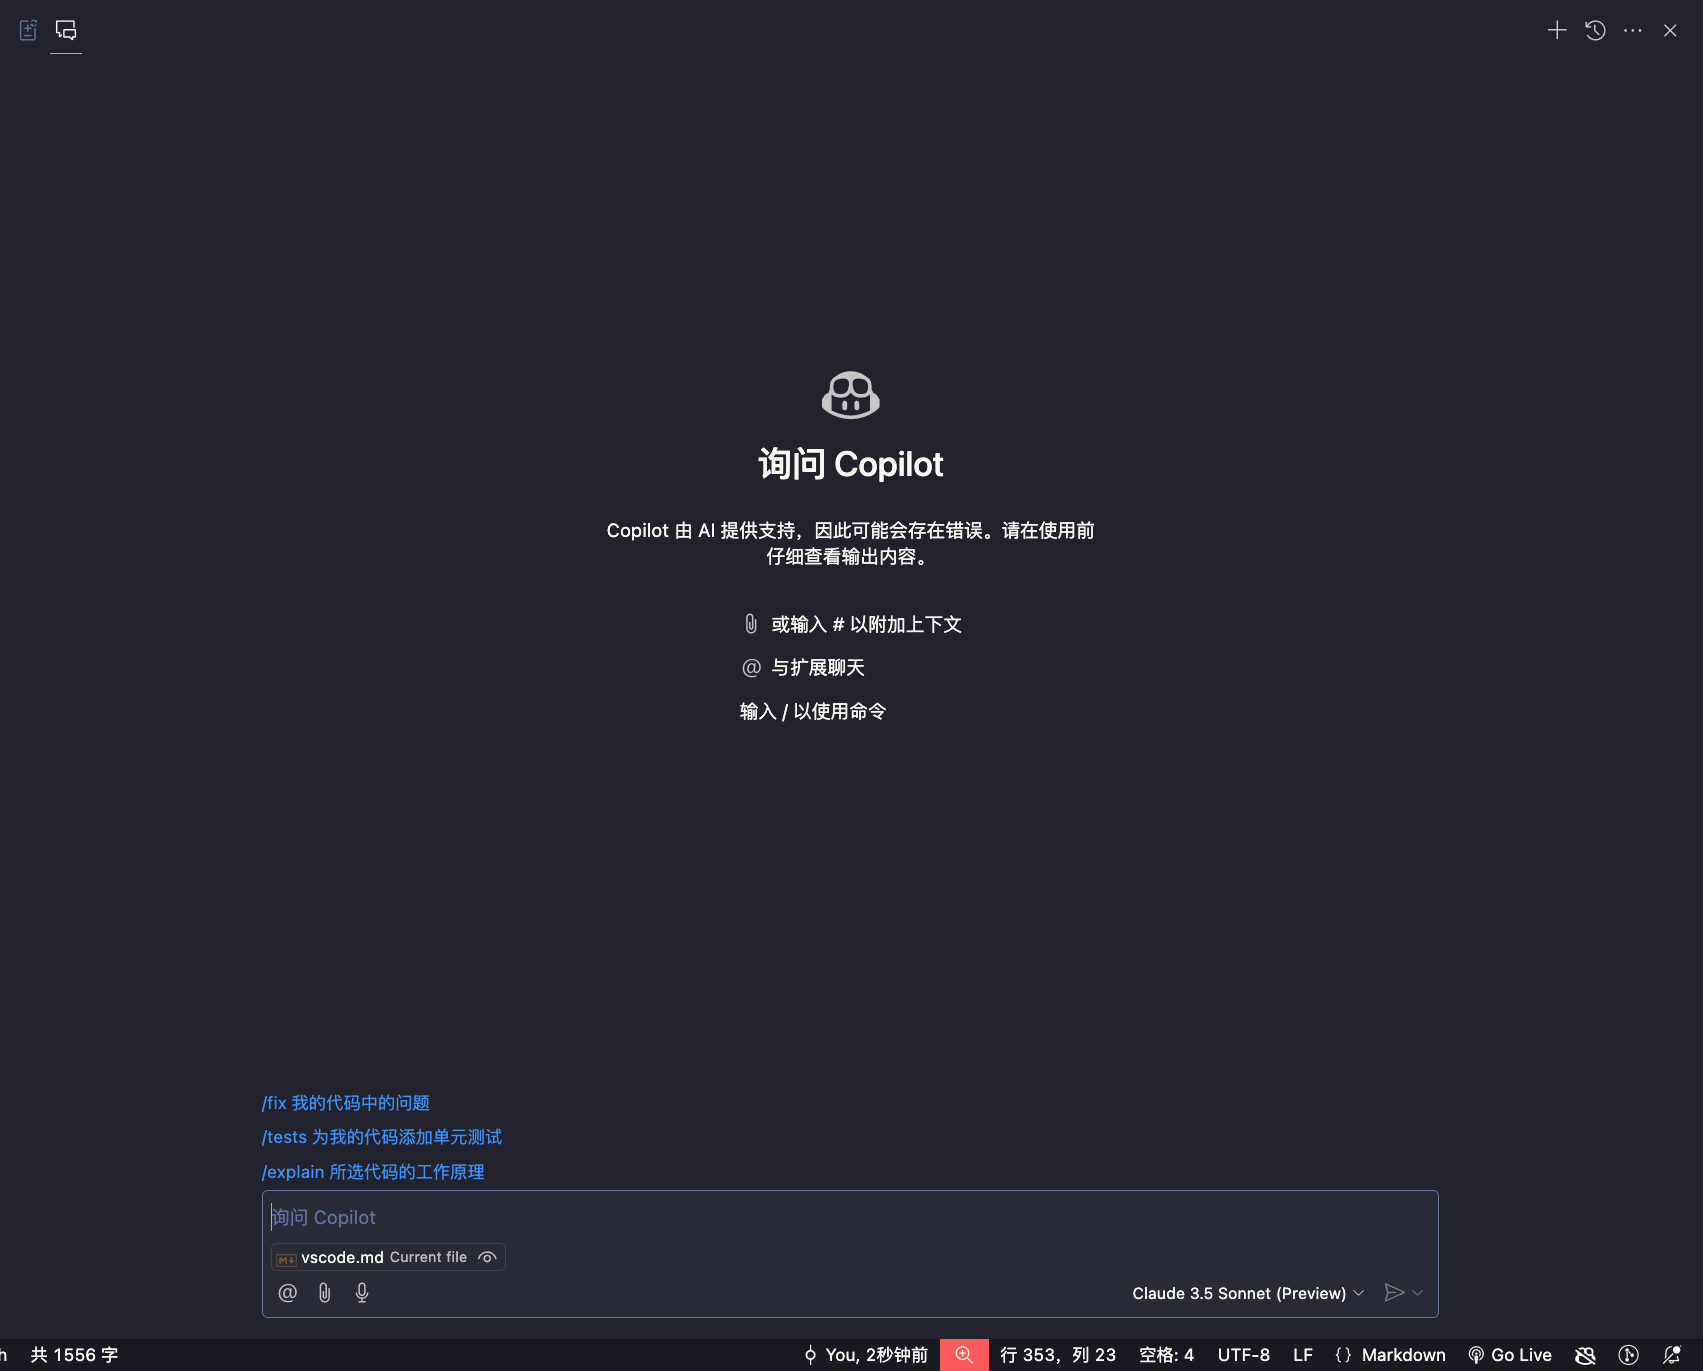 询问 Copilot
Copilot 由 AI 提供支持，因此可能会存在错误。请在使用前
仔细查看输出内容。
或输入 # 以附加上下文
@ 与扩展聊天
输入 / 以使用命令
/fix 我的代码中的问题
/tests 为我的代码添加单元测试
/explain 所选代码的工作原理
询问 Copilot
M↓ vscode.md Current file
@ Claude 3.5 Sonnet (Preview)
h 共 1556 字 You, 2秒钟前 行 353，列 23 空格: 4 UTF-8 LF {} Markdown Go Live